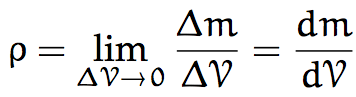 ρ = lim_{Δ𝒱→0} Δm/Δ𝒱 = dm/d𝒱